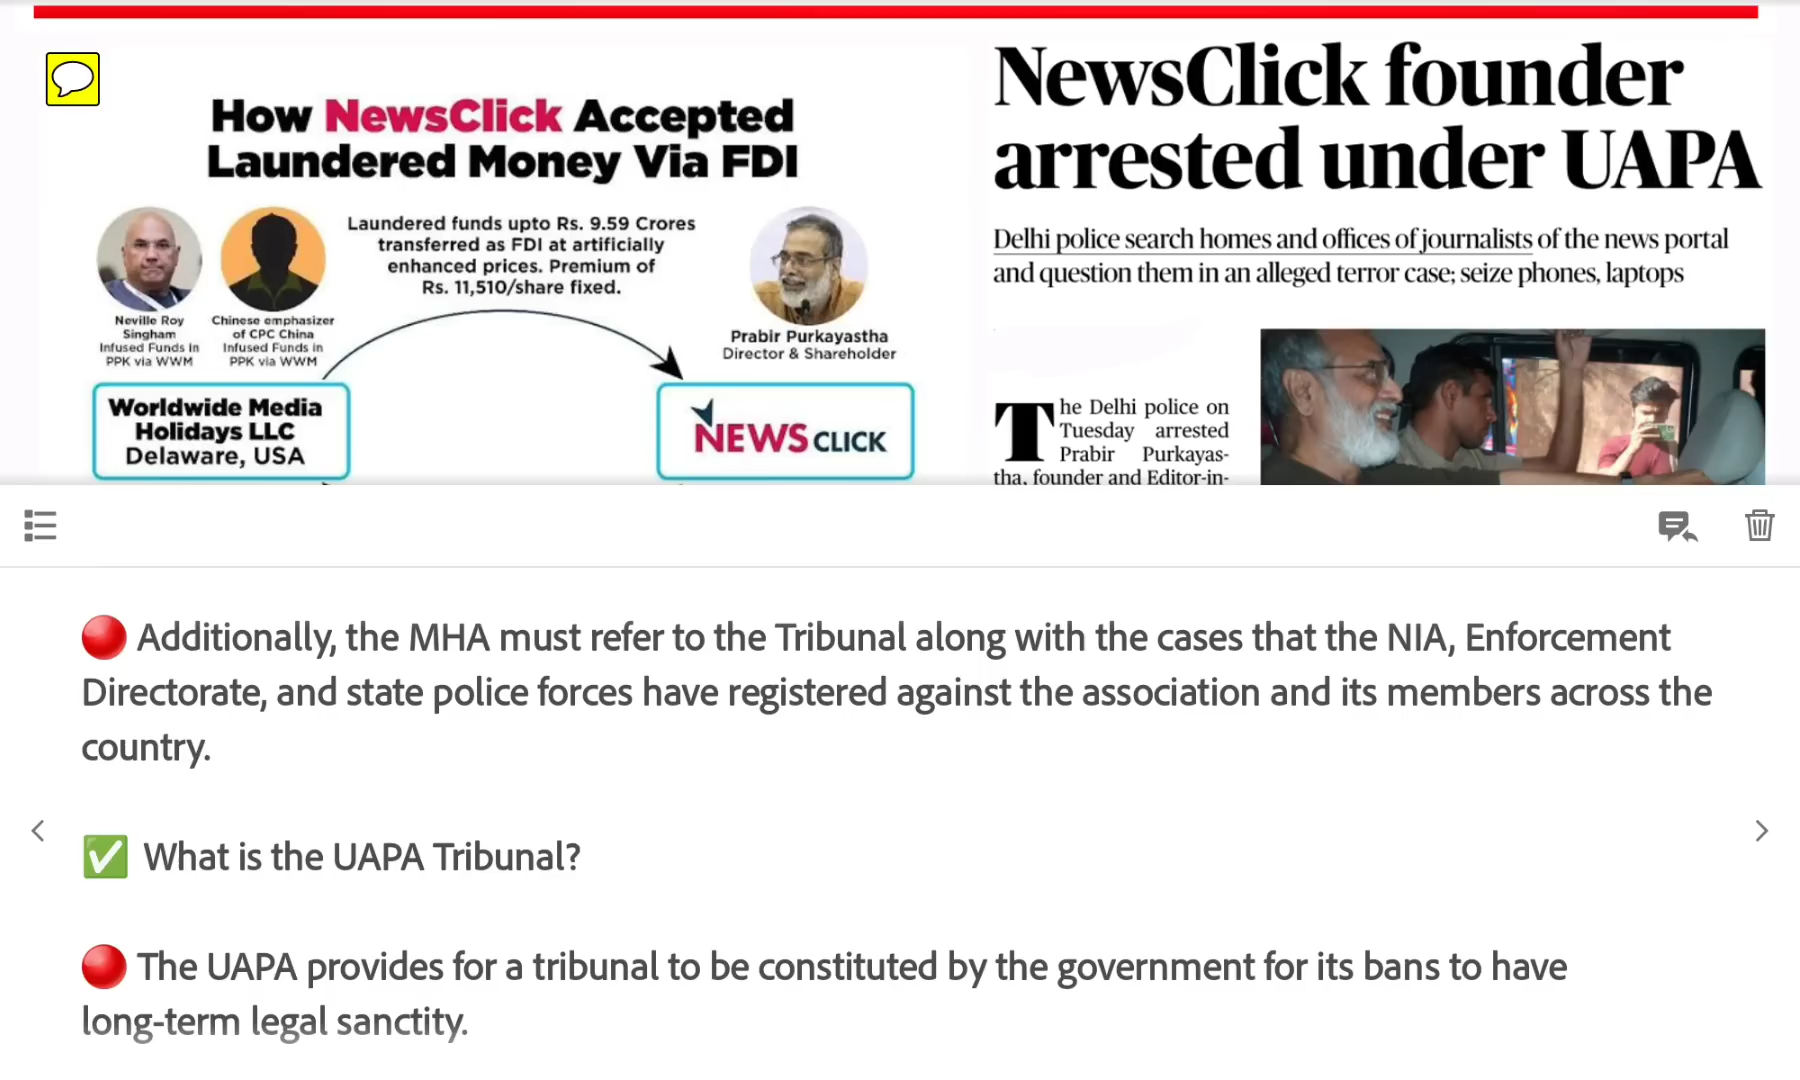 How NewsClick Accepted
Laundered Money Via FDI
Laundered funds upto Rs. 9.59 Crores
transferred as FDI at artificially
enhanced prices. Premium of
Rs. 11,510/share fixed.
Neville Roy
Singham
Infused Funds in
PPK via WWM
Chinese emphasizer
of CPC China
Infused Funds in
PPK via WWM
Prabir Purkayastha
Director & Shareholder
Worldwide Media
Holidays LLC
Delaware, USA
NEWS CLICK
NewsClick founder
arrested under UAPA
Delhi police search homes and offices of journalists of the news portal
and question them in an alleged terror case; seize phones, laptops
The Delhi police on
Tuesday arrested
Prabir Purkayas-
tha, founder and Editor-in-
🔴 Additionally, the MHA must refer to the Tribunal along with the cases that the NIA, Enforcement
Directorate, and state police forces have registered against the association and its members across the
country.
✅ What is the UAPA Tribunal?
🔴 The UAPA provides for a tribunal to be constituted by the government for its bans to have
long-term legal sanctity.